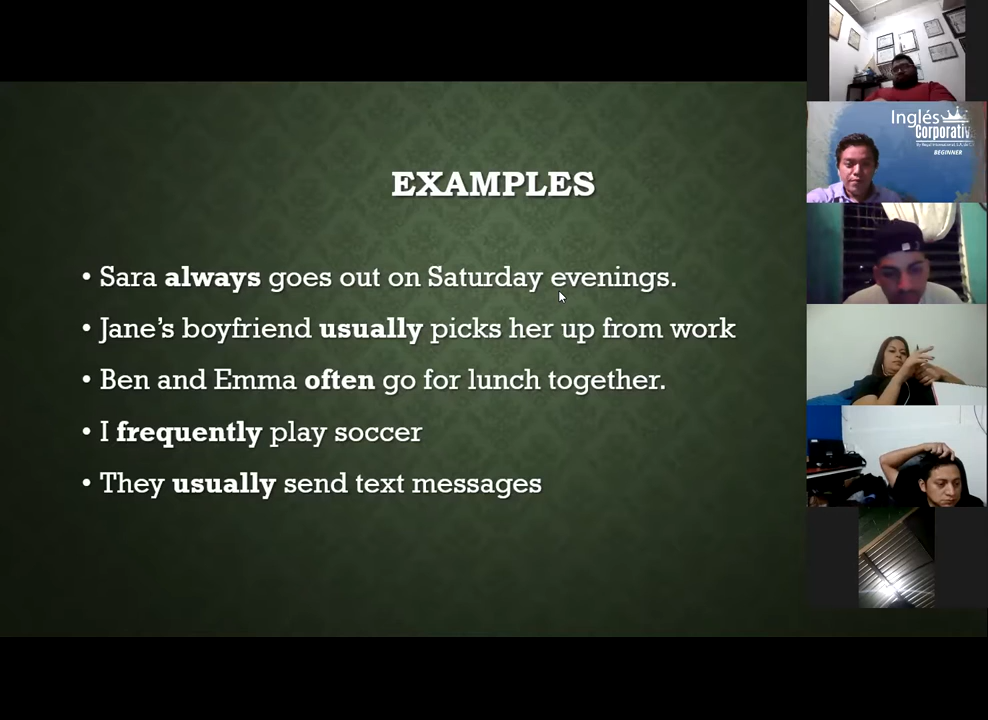 EXAMPLES
• Sara always goes out on Saturday evenings.
• Jane's boyfriend usually picks her up from work
• Ben and Emma often go for lunch together.
• I frequently play soccer
• They usually send text messages
Inglés
Corporativ
BEGINNER